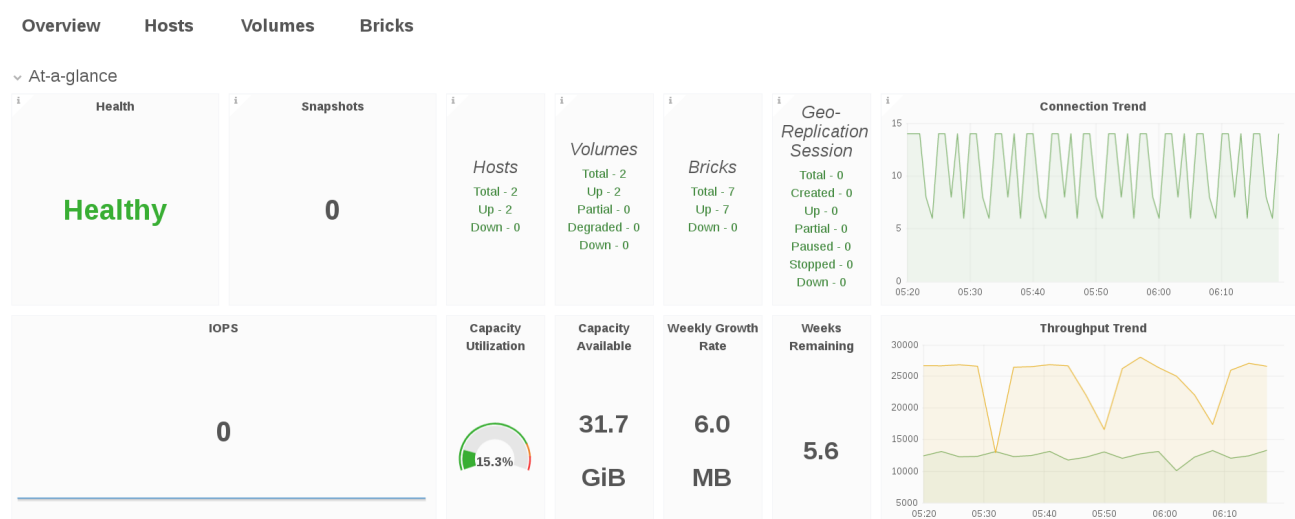 Overview Hosts Volumes Bricks
At-a-glance
Health
Healthy
Snapshots
0
Hosts
Total - 2
Up - 2
Down - 0
Volumes
Total - 2
Up - 2
Partial - 0
Degraded - 0
Down - 0
Bricks
Total - 7
Up - 7
Down - 0
Geo-
Replication
Session
Total - 0
Created - 0
Up - 0
Partial - 0
Paused - 0
Stopped - 0
Down - 0
Connection Trend
15
10
5
0
05:20 05:30 05:40 05:50 06:00 06:10
IOPS
0
Capacity
Utilization
15.3%
Capacity
Available
31.7
GiB
Weekly Growth
Rate
6.0
MB
Weeks
Remaining
5.6
Throughput Trend
30000
25000
20000
15000
10000
5000
05:20 05:30 05:40 05:50 06:00 06:10